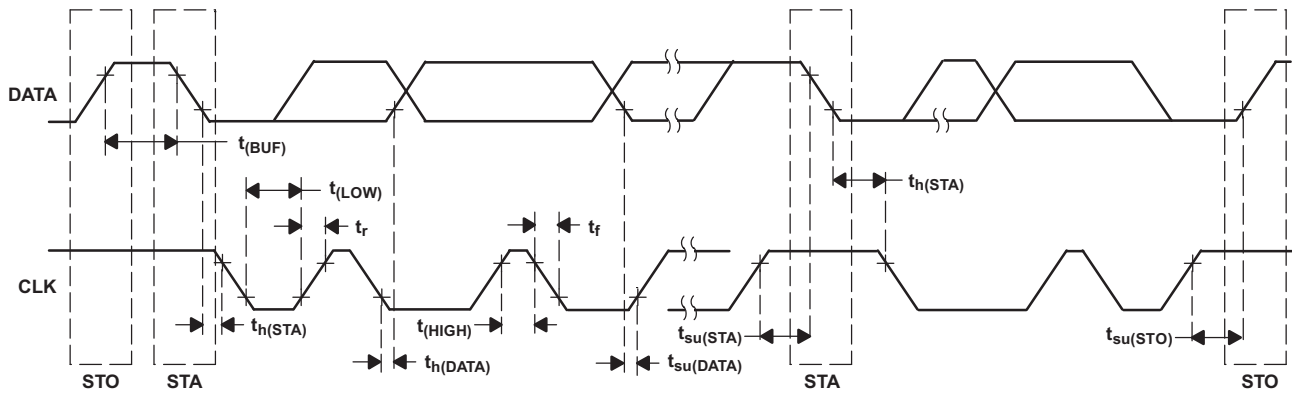 DATA
t(BUF)
t(LOW)
th(STA)
tr
tf
CLK
th(STA)
t(HIGH)
tsu(STA)
tsu(STO)
th(DATA)
tsu(DATA)
STO
STA
STA
STO